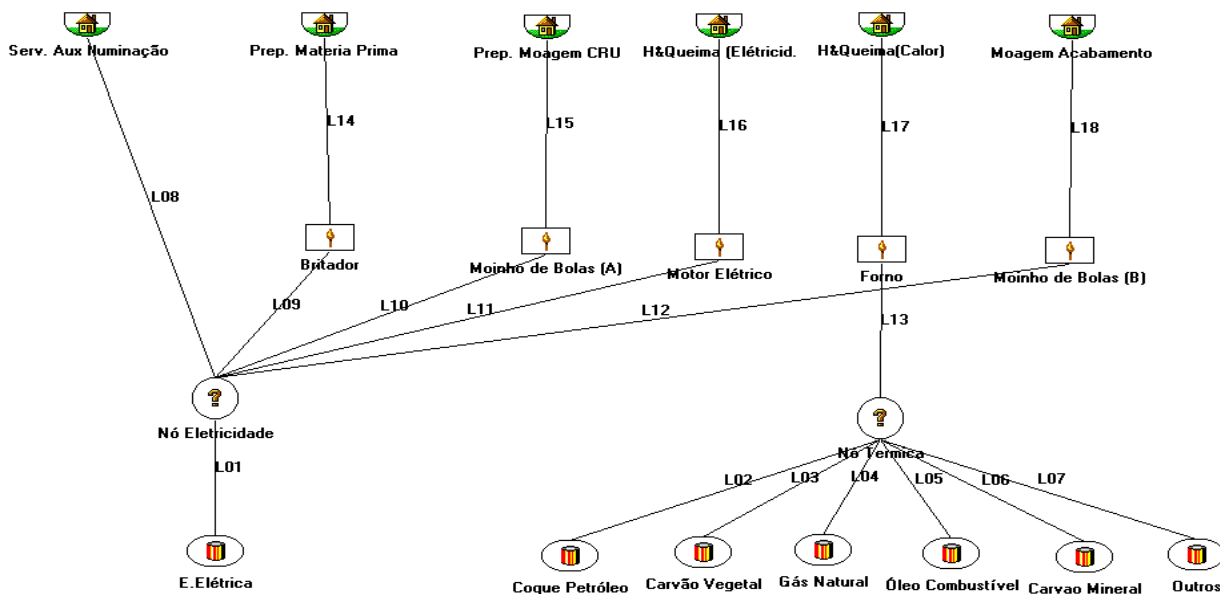 Serv. Aux Iluminação
Prep. Materia Prima
Prep. Moagem CRU
H&Queima (Elétricid.
H&Queima(Calor)
Moagem Acabamento
L14
L15
L16
L17
L18
L08
Britador
Moinho de Bolas (A)
Motor Elétrico
Forno
Moinho de Bolas (B)
L09
L10
L11
L12
L13
?
?
Nó Eletricidade
Nó Termica
L01
L02
L03
L04
L05
L06
L07
E.Elétrica
Coque Petróleo
Carvão Vegetal
Gás Natural
Óleo Combustível
Carvao Mineral
Outros